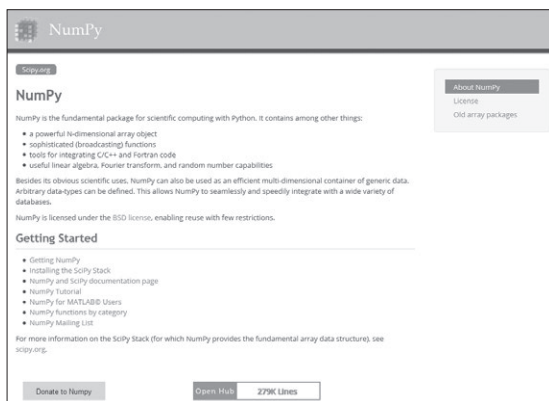 NumPy
Scipy.org
NumPy
NumPy is the fundamental package for scientific computing with Python. It contains among other things:
• a powerful N-dimensional array object
• sophisticated (broadcasting) functions
• tools for integrating C/C++ and Fortran code
• useful linear algebra, Fourier transform, and random number capabilities
Besides its obvious scientific uses, NumPy can also be used as an efficient multi-dimensional container of generic data.
Arbitrary data-types can be defined. This allows NumPy to seamlessly and speedily integrate with a wide variety of
databases.
NumPy is licensed under the BSD license, enabling reuse with few restrictions.
Getting Started
• Getting NumPy
• Installing the SciPy Stack
• NumPy and SciPy documentation page
• NumPy Tutorial
• NumPy for MATLAB© Users
• NumPy functions by category
• NumPy Mailing List
For more information on the SciPy Stack (for which NumPy provides the fundamental array data structure), see
scipy.org.
Donate to Numpy
Open Hub 279K Lines
About NumPy
License
Old array packages